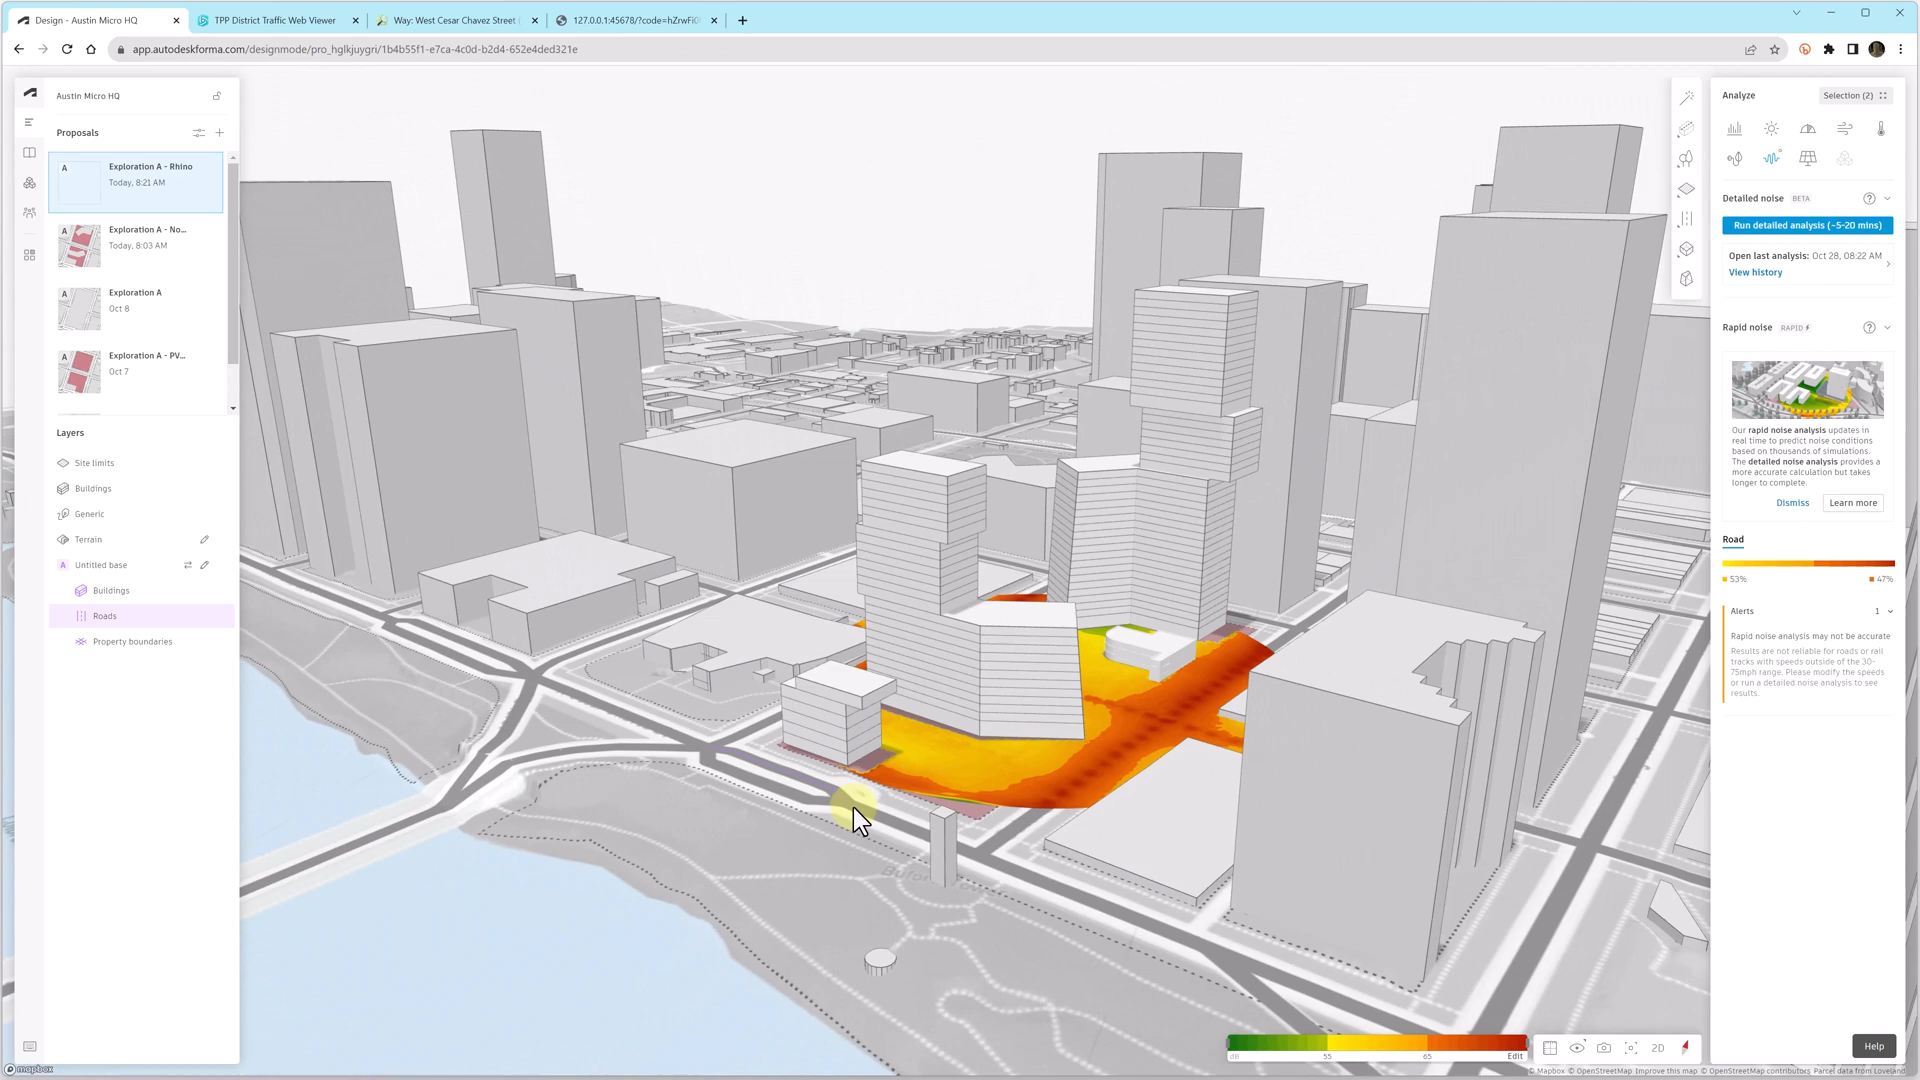 Design - Austin Micro HQ
TPP District Traffic Web Viewer
Way: West Cesar Chavez Street
127.0.0.1:45678/?code=hZrwFi0
app.autodeskforma.com/designmode/pro_hglkjuygri/1b4b55f1-e7ca-4c0d-b2d4-652e4ded321e
Austin Micro HQ
Proposals
A
Exploration A - Rhino
Today, 8:21 AM
A
Exploration A - No...
Today, 8:03 AM
A
Exploration A
Oct 8
A
Exploration A - PV...
Oct 7
Layers
Site limits
Buildings
Generic
Terrain
A Untitled base
Buildings
Roads
Property boundaries
mapbox
Analyze
Selection (2)
Detailed noise BETA
Run detailed analysis (~5-20 mins)
Open last analysis: Oct 28, 08:22 AM
View history
Rapid noise RAPID
Our rapid noise analysis updates in
real time to predict noise conditions
based on thousands of simulations.
The detailed noise analysis provides a
more accurate calculation but takes
longer to complete.
Dismiss
Learn more
Road
53%
47%
Alerts 1
Rapid noise analysis may not be accurate
Results are not reliable for roads or rail
tracks with speeds outside of the 30-
75mph range. Please modify the speeds
or run a detailed noise analysis to see
results.
dB 55 65 Edit
2D
Help
© Mapbox © OpenStreetMap Improve this map © OpenStreetMap contributors Parcel data from Loveland